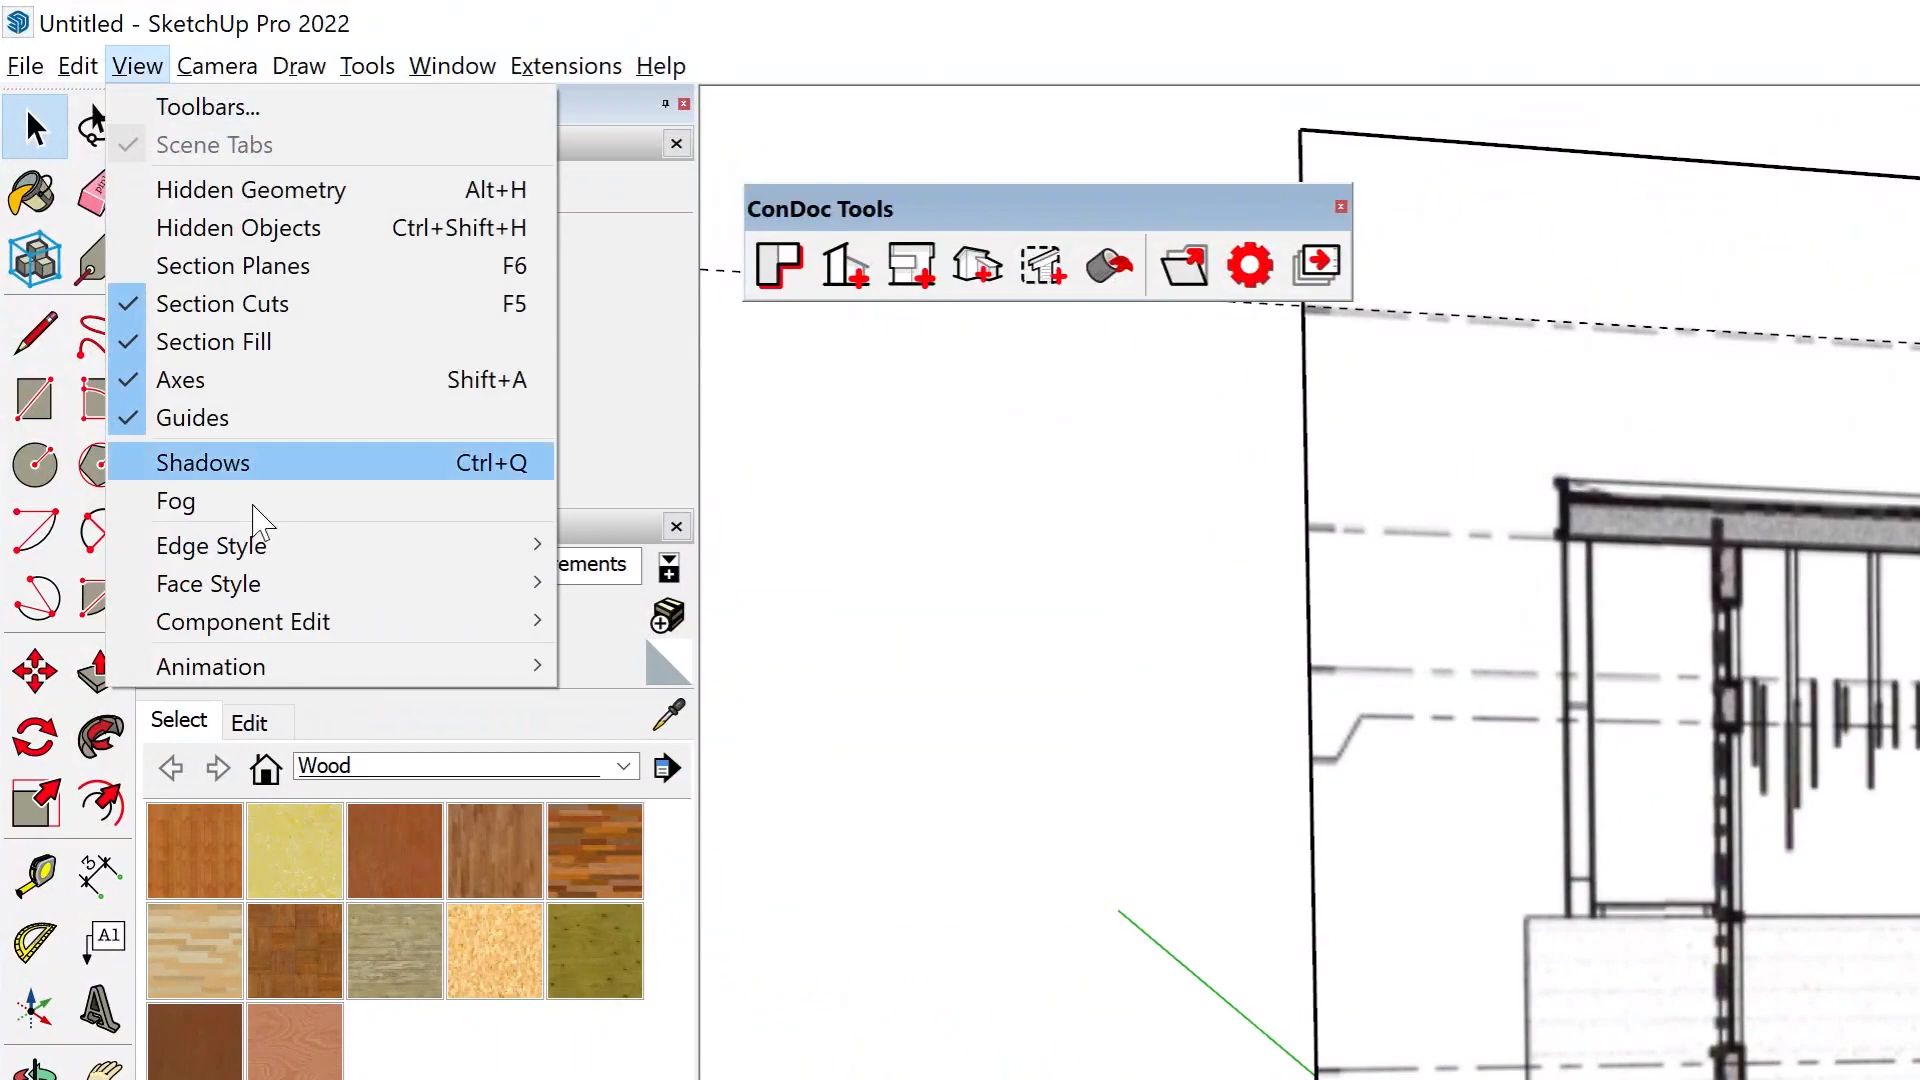 Untitled - SketchUp Pro 2022
File Edit View Camera Draw Tools Window Extensions Help
Toolbars...
Scene Tabs
Hidden Geometry Alt+H
Hidden Objects Ctrl+Shift+H
Section Planes F6
Section Cuts F5
Section Fill
Axes Shift+A
Guides
Shadows Ctrl+Q
Fog
Edge Style
Face Style
Component Edit
Animation
ConDoc Tools
ements
Select Edit
Wood
A1